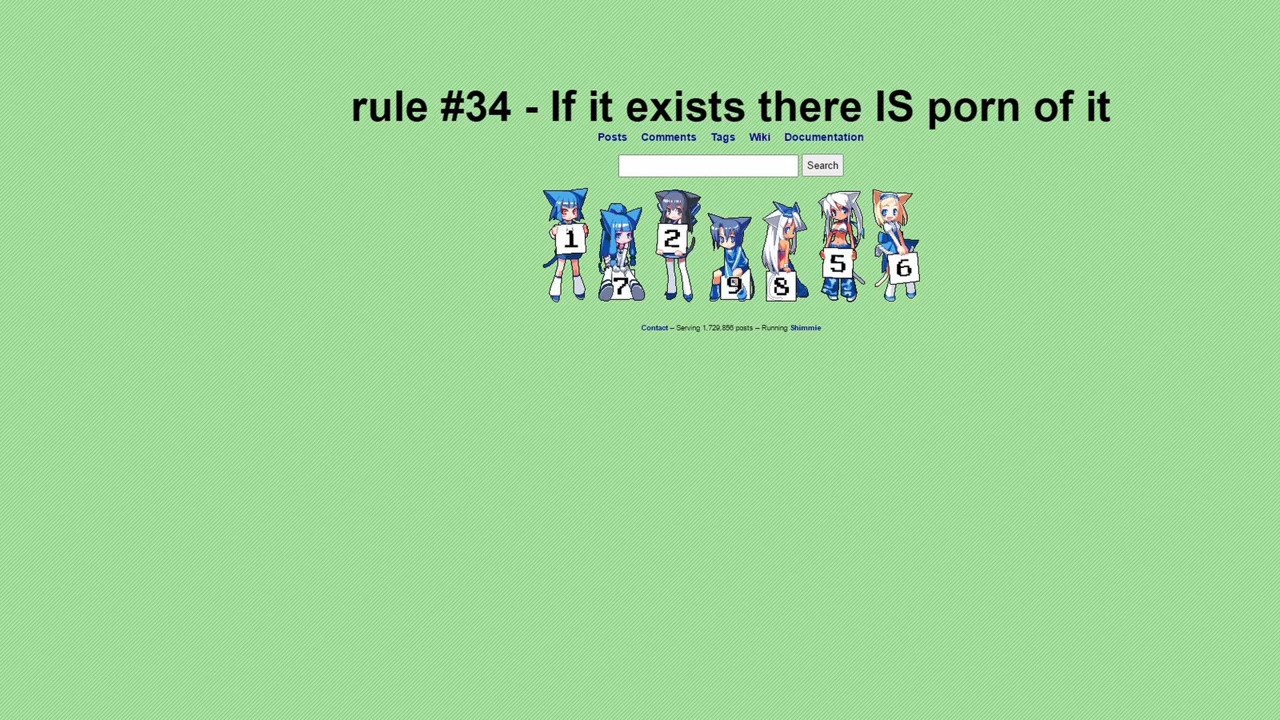 rule #34 - If it exists there IS porn of it
Posts Comments Tags Wiki Documentation
Search
1 7 2 9 8 5 6
Contact – Serving 1,729,856 posts – Running Shimmie